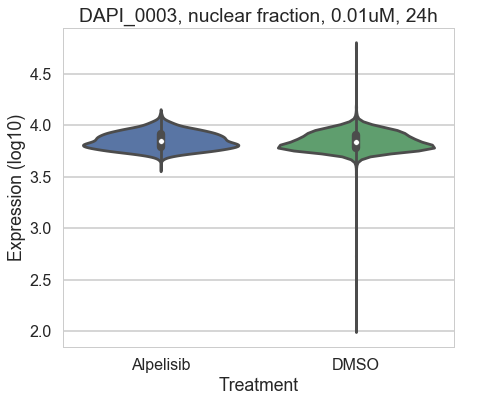 DAPI_0003, nuclear fraction, 0.01uM, 24h
Expression (log10)
4.5
4.0
3.5
3.0
2.5
2.0
Alpelisib DMSO
Treatment